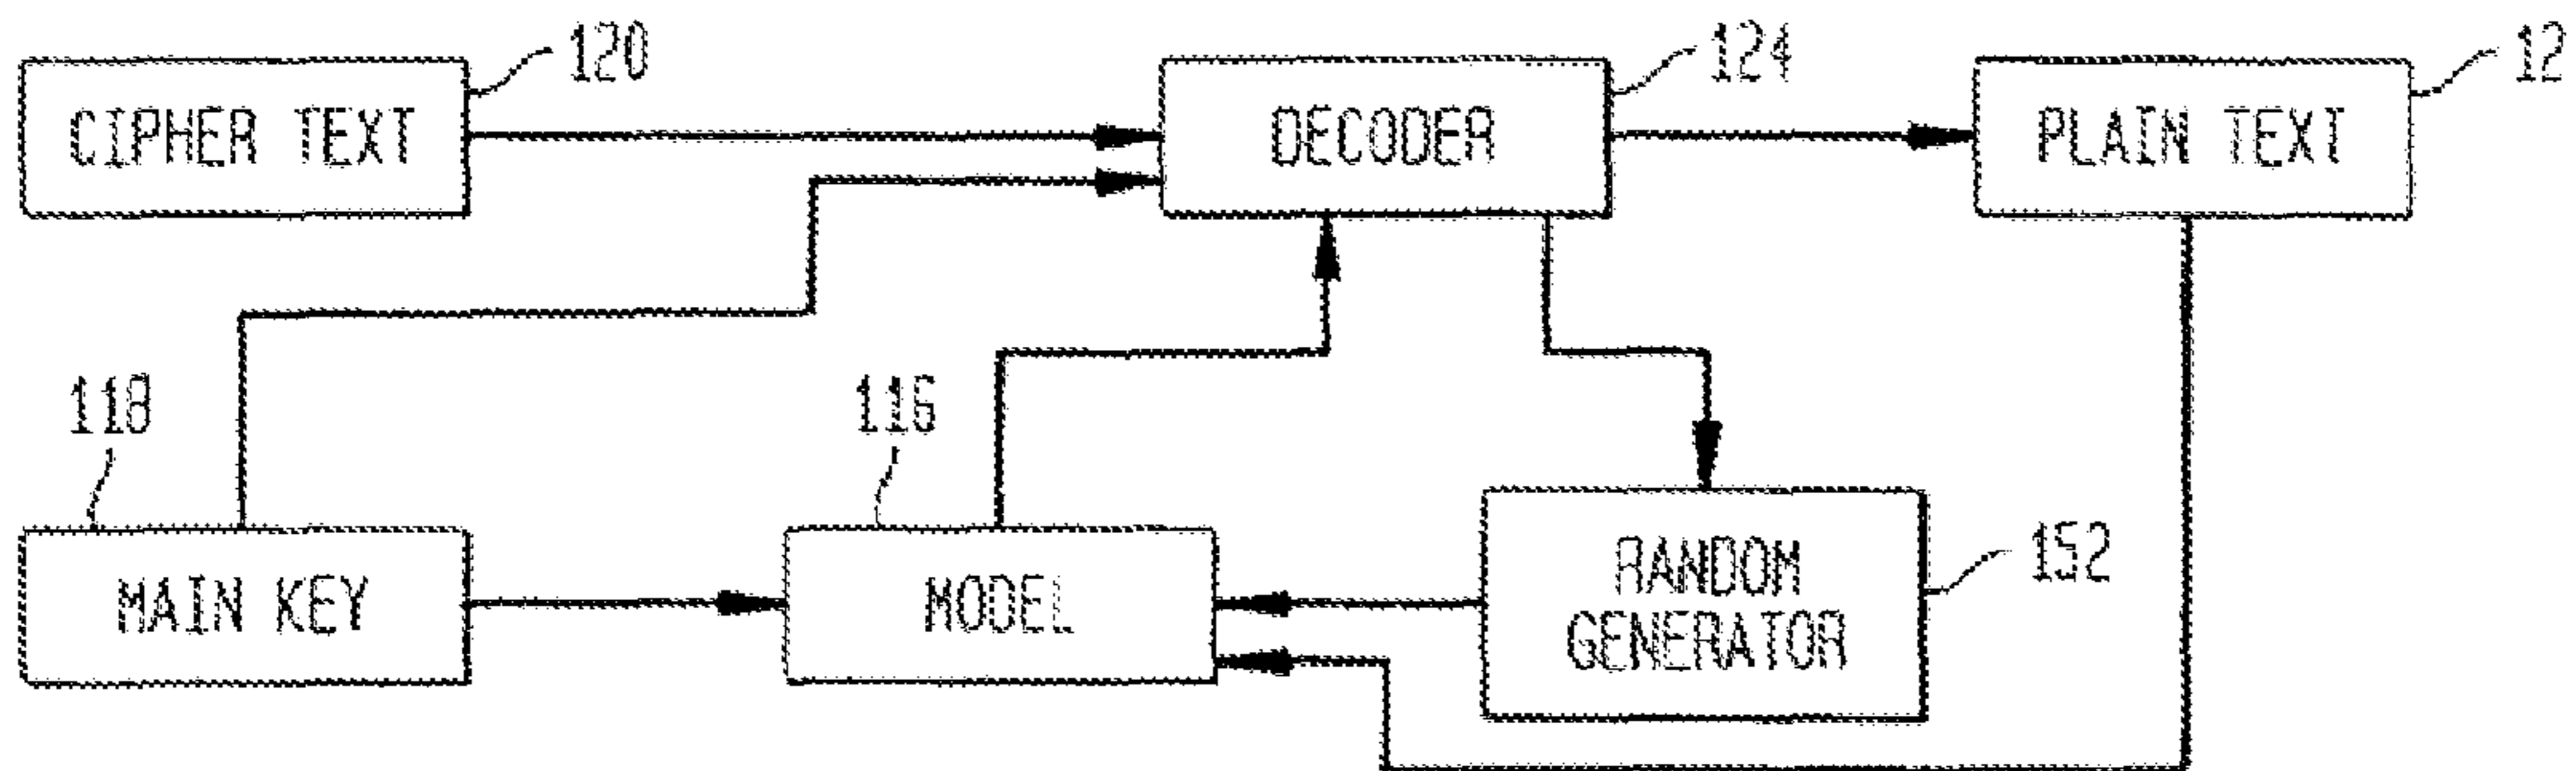 120
124
12
CIPHER TEXT
DECODER
PLAIN TEXT
118
116
152
MAIN KEY
MODEL
RANDOM
GENERATOR